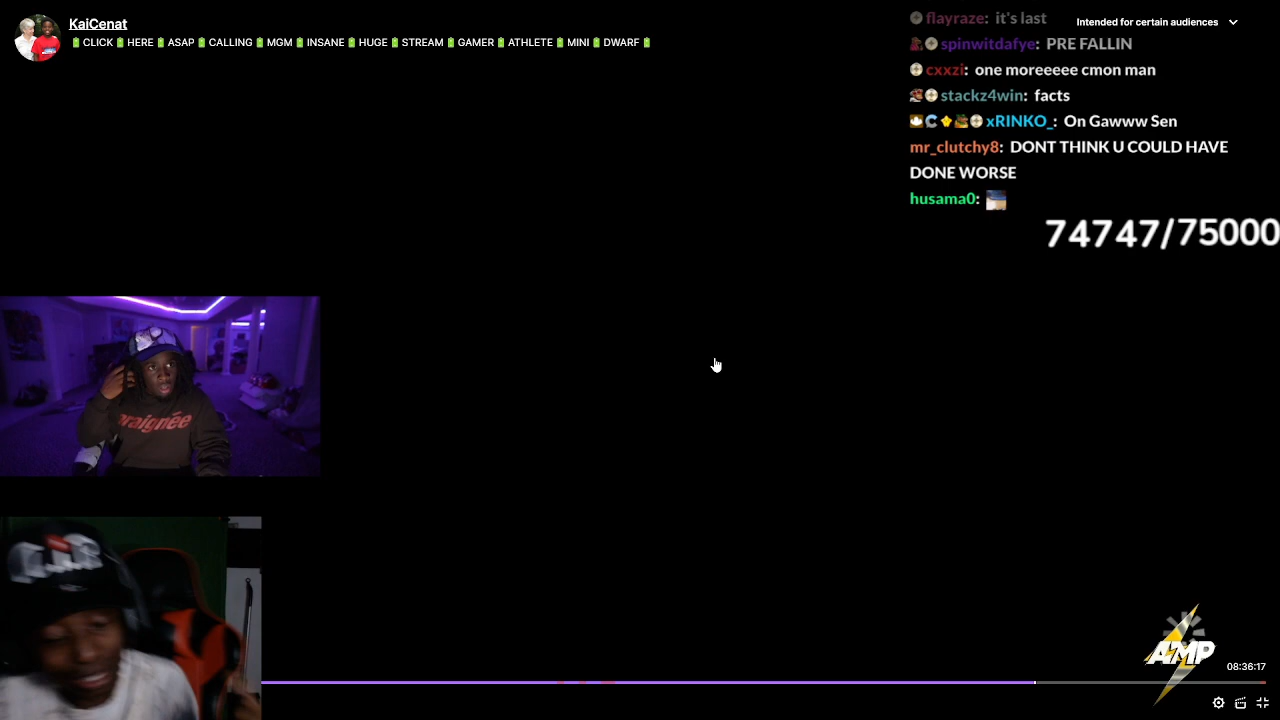 KaiCenat
CLICK HERE ASAP CALLING MGM INSANE HUGE STREAM GAMER ATHLETE MINI DWARF
flayraze: it's last
Intended for certain audiences
spinwitdafye: PRE FALLIN
cxxzi: one moreeeee cmon man
stackz4win: facts
xRINKO_: On Gawww Sen
mr_clutchy8: DONT THINK U COULD HAVE
DONE WORSE
husama0:
74747/75000
araignée
AMP
08:36:17